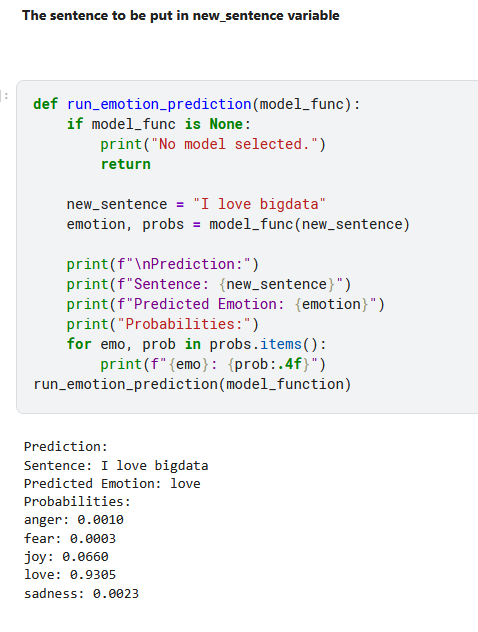 The sentence to be put in new_sentence variable
]:
def run_emotion_prediction(model_func):
    if model_func is None:
        print("No model selected.")
        return

    new_sentence = "I love bigdata"
    emotion, probs = model_func(new_sentence)

    print(f"\nPrediction:")
    print(f"Sentence: {new_sentence}")
    print(f"Predicted Emotion: {emotion}")
    print("Probabilities:")
    for emo, prob in probs.items():
        print(f"{emo}: {prob:.4f}")
run_emotion_prediction(model_function)

Prediction:
Sentence: I love bigdata
Predicted Emotion: love
Probabilities:
anger: 0.0010
fear: 0.0003
joy: 0.0660
love: 0.9305
sadness: 0.0023